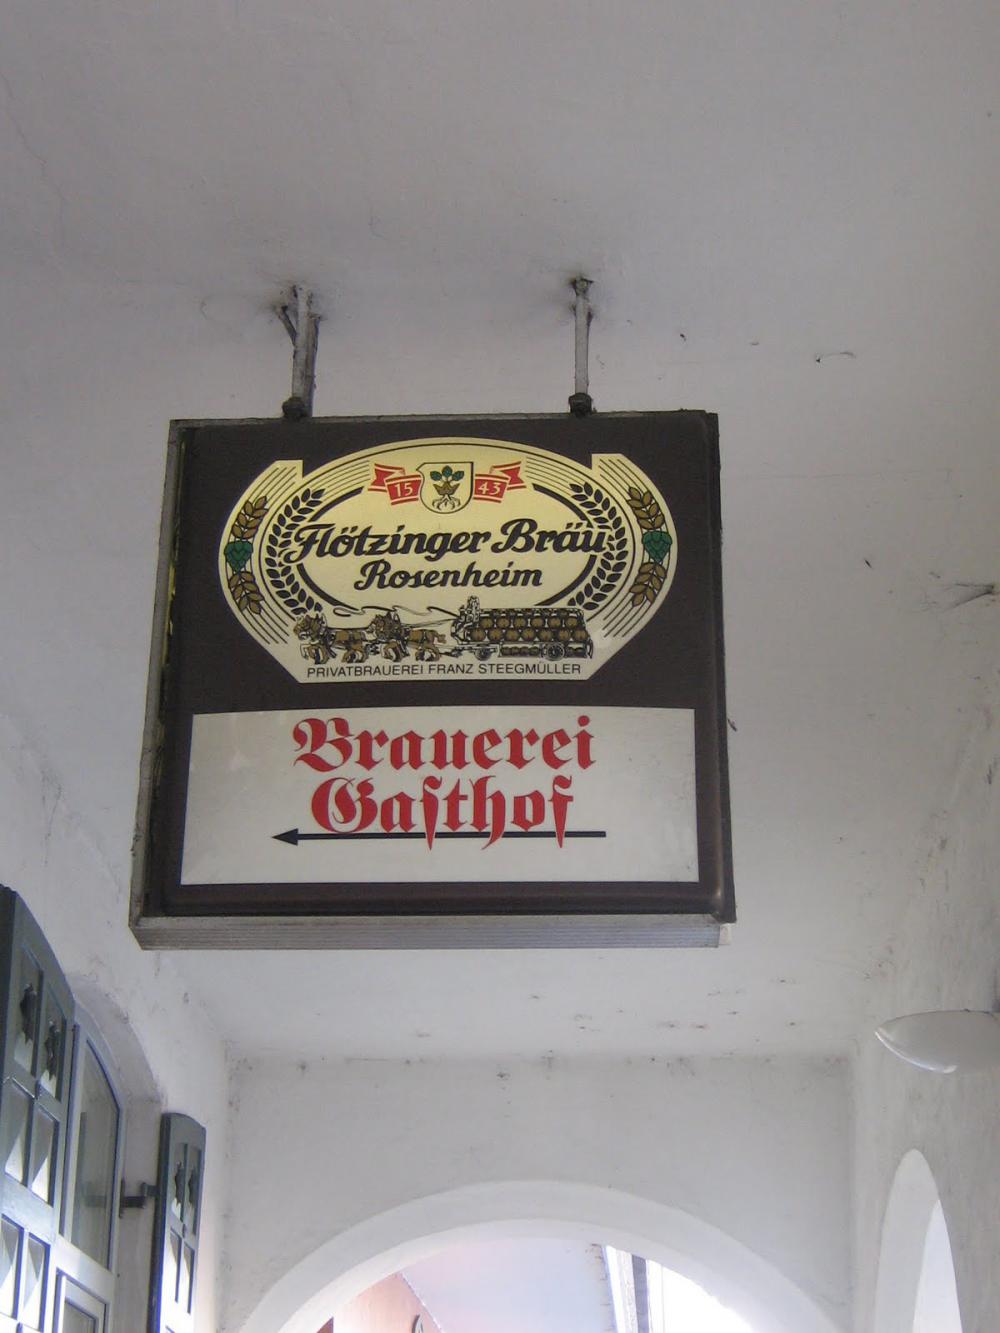 15 43
Flötzinger Bräu
Rosenheim
PRIVATBRAUEREI FRANZ STEEGMÜLLER
Brauerei
Gasthof